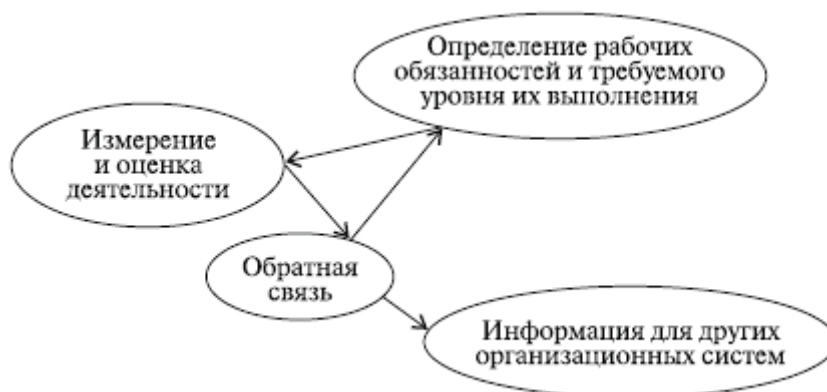 Определение рабочих
обязанностей и требуемого
уровня их выполнения
Измерение
и оценка
деятельности
Обратная
связь
Информация для других
организационных систем